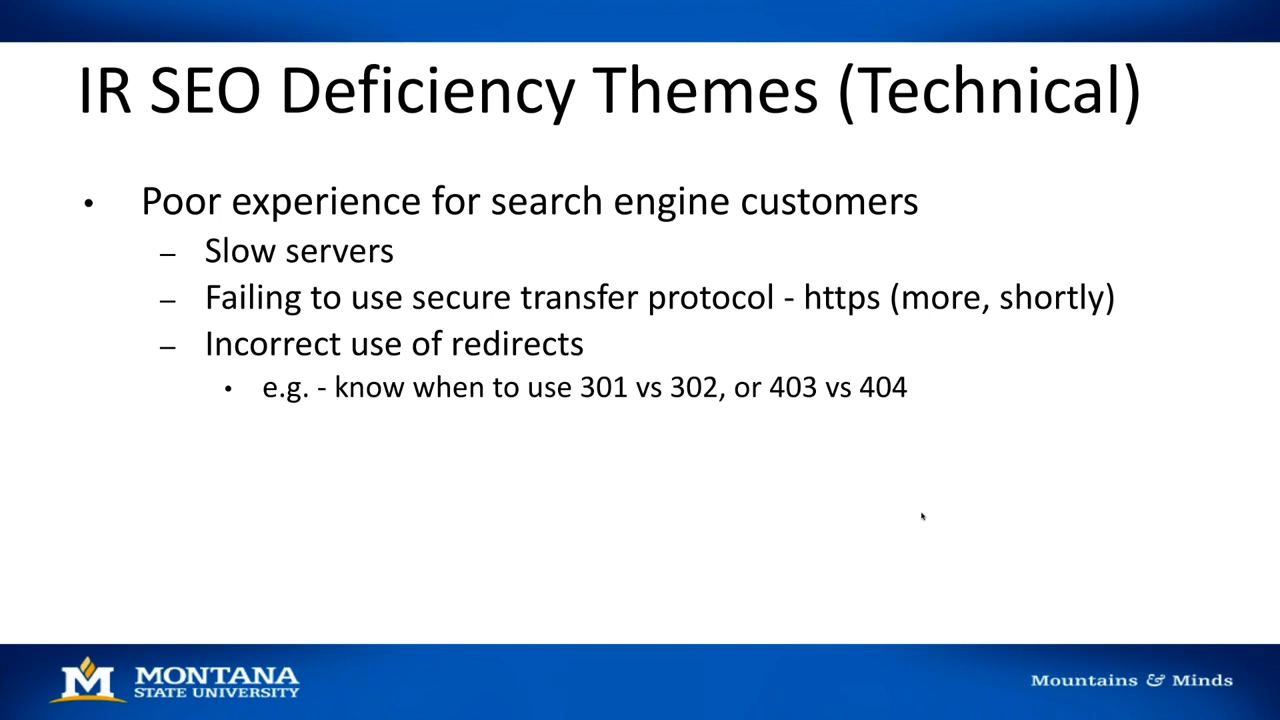 IR SEO Deficiency Themes (Technical)
• Poor experience for search engine customers
– Slow servers
– Failing to use secure transfer protocol - https (more, shortly)
– Incorrect use of redirects
• e.g. - know when to use 301 vs 302, or 403 vs 404
M MONTANA
STATE UNIVERSITY
Mountains & Minds